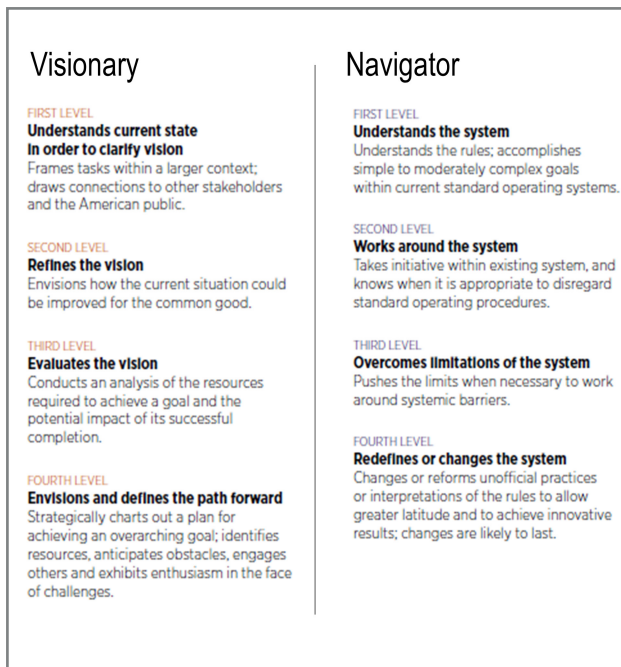 Visionary
FIRST LEVEL
Understands current state
in order to clarify vision
Frames tasks within a larger context;
draws connections to other stakeholders
and the American public.
SECOND LEVEL
Refines the vision
Envisions how the current situation could
be improved for the common good.
THIRD LEVEL
Evaluates the vision
Conducts an analysis of the resources
required to achieve a goal and the
potential impact of its successful
completion.
FOURTH LEVEL
Envisions and defines the path forward
Strategically charts out a plan for
achieving an overarching goal; identifies
resources, anticipates obstacles, engages
others and exhibits enthusiasm in the face
of challenges.
Navigator
FIRST LEVEL
Understands the system
Understands the rules; accomplishes
simple to moderately complex goals
within current standard operating systems.
SECOND LEVEL
Works around the system
Takes initiative within existing system, and
knows when it is appropriate to disregard
standard operating procedures.
THIRD LEVEL
Overcomes limitations of the system
Pushes the limits when necessary to work
around systemic barriers.
FOURTH LEVEL
Redefines or changes the system
Changes or reforms unofficial practices
or interpretations of the rules to allow
greater latitude and to achieve innovative
results; changes are likely to last.